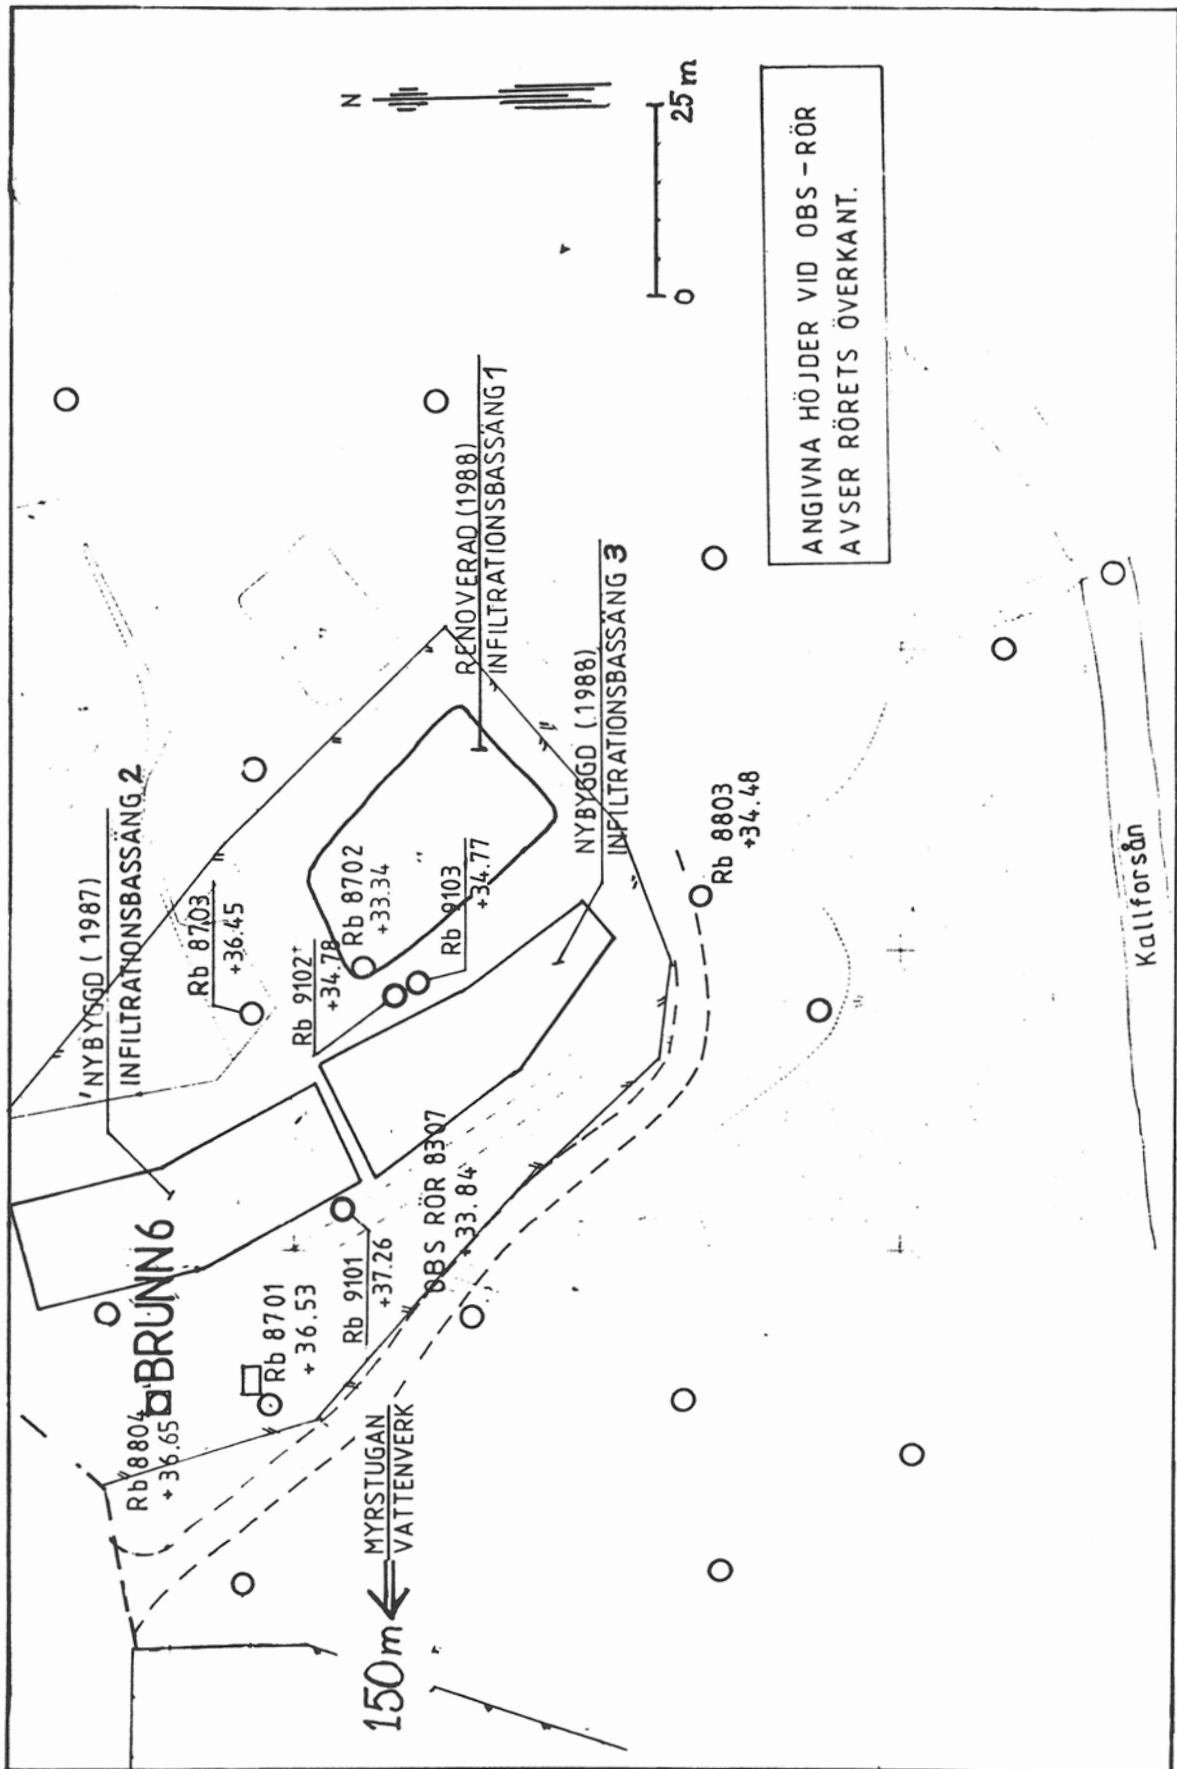 N
0 25 m
ANGIVNA HÖJDER VID OBS-RÖR
AVSER RÖRETS ÖVERKANT.
'NYBYGGD (1987)
INFILTRATIONSBASSÄNG 2
Rb 8703
+36.45
RENOVERAD (1988)
INFILTRATIONSBASSÄNG 1
NYBYGGD (1988)
INFILTRATIONSBASSÄNG 3
Rb 8702
+33.34
Rb 9103
+34.77
Rb 9102
+34.78
Rb 8803
+34.48
BRUNN 6
Rb 8804
+36.65
Rb 8701
+36.53
Rb 9101
+37.26
OBS RÖR 8307
+33.84
MYRSTUGAN
VATTENVERK
150 m
Kallforsån